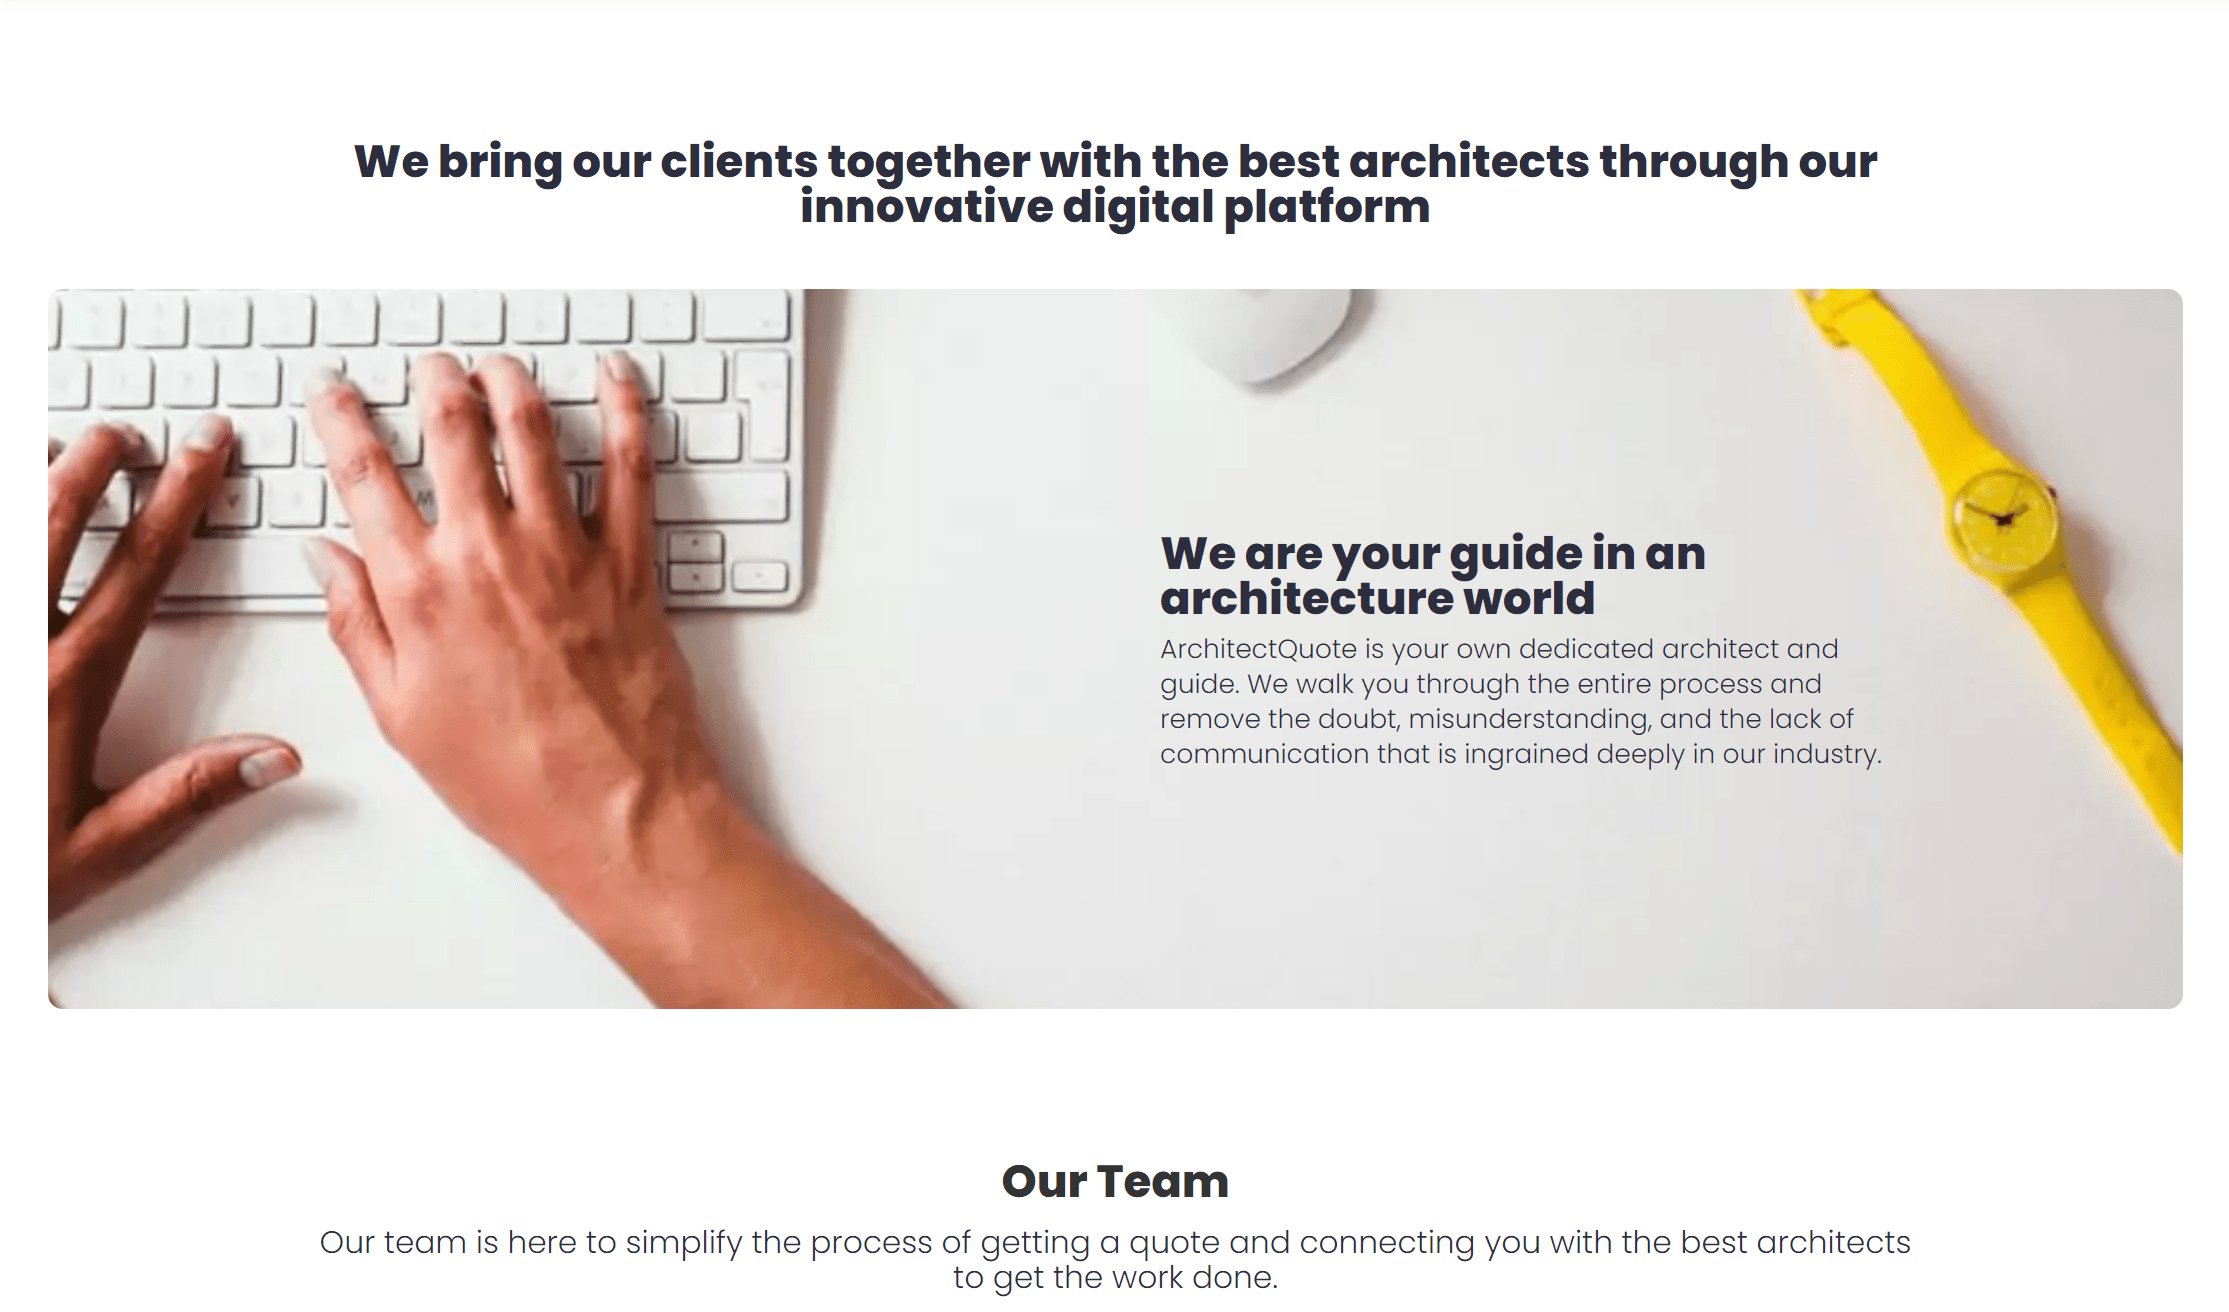 We bring our clients together with the best architects through our
innovative digital platform
We are your guide in an
architecture world
ArchitectQuote is your own dedicated architect and
guide. We walk you through the entire process and
remove the doubt, misunderstanding, and the lack of
communication that is ingrained deeply in our industry.
Our Team
Our team is here to simplify the process of getting a quote and connecting you with the best architects
to get the work done.